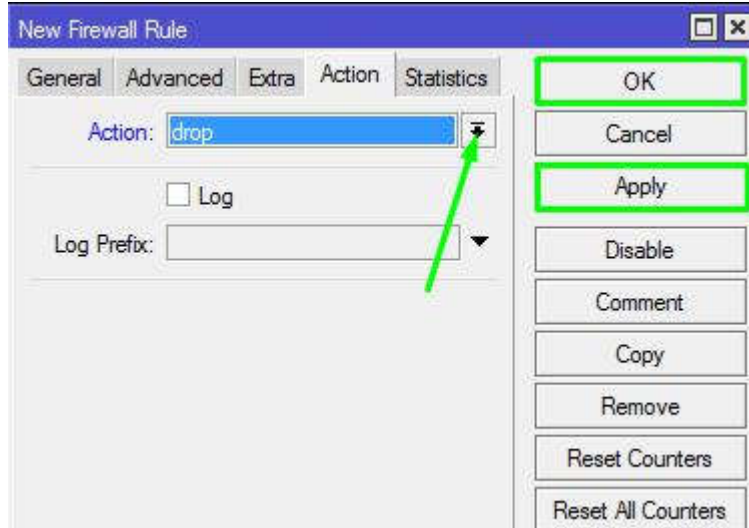 New Firewall Rule
General Advanced Extra Action Statistics
Action: drop
Log
Log Prefix:
OK
Cancel
Apply
Disable
Comment
Copy
Remove
Reset Counters
Reset All Counters